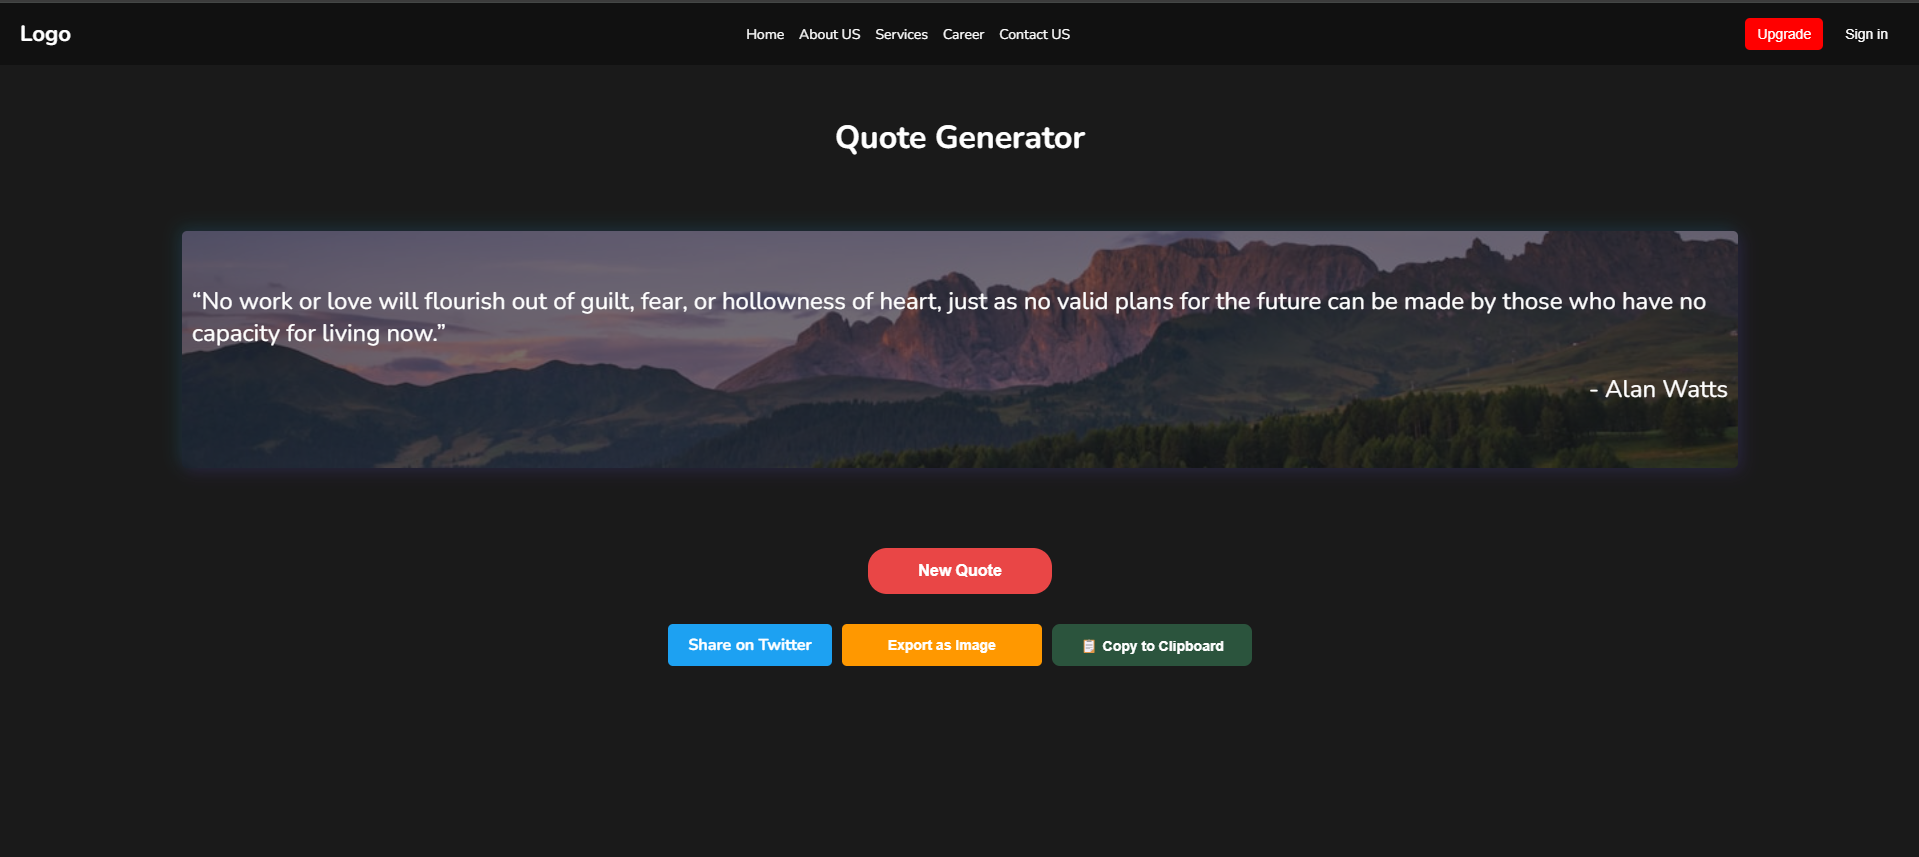 Logo
Home About US Services Career Contact US
Upgrade Sign in
Quote Generator
“No work or love will flourish out of guilt, fear, or hollowness of heart, just as no valid plans for the future can be made by those who have no
capacity for living now.”
- Alan Watts
New Quote
Share on Twitter
Export as Image
📋 Copy to Clipboard